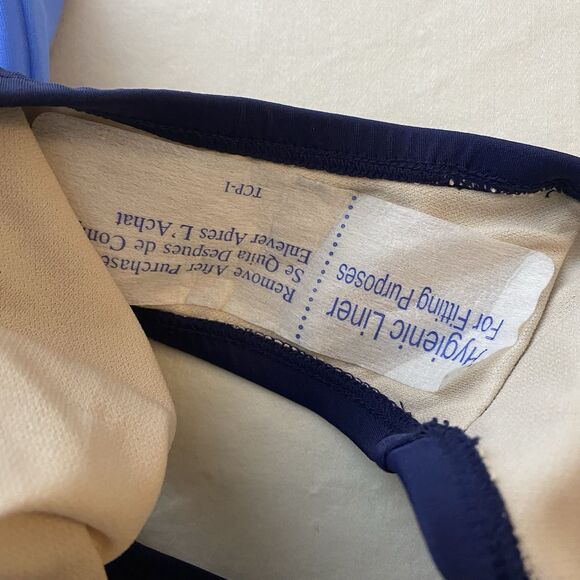 Hygienic Liner
For Fitting Purposes
Remove After Purchase
Se Quita Despues de
Enlever Apres L'Achat
TCP-1